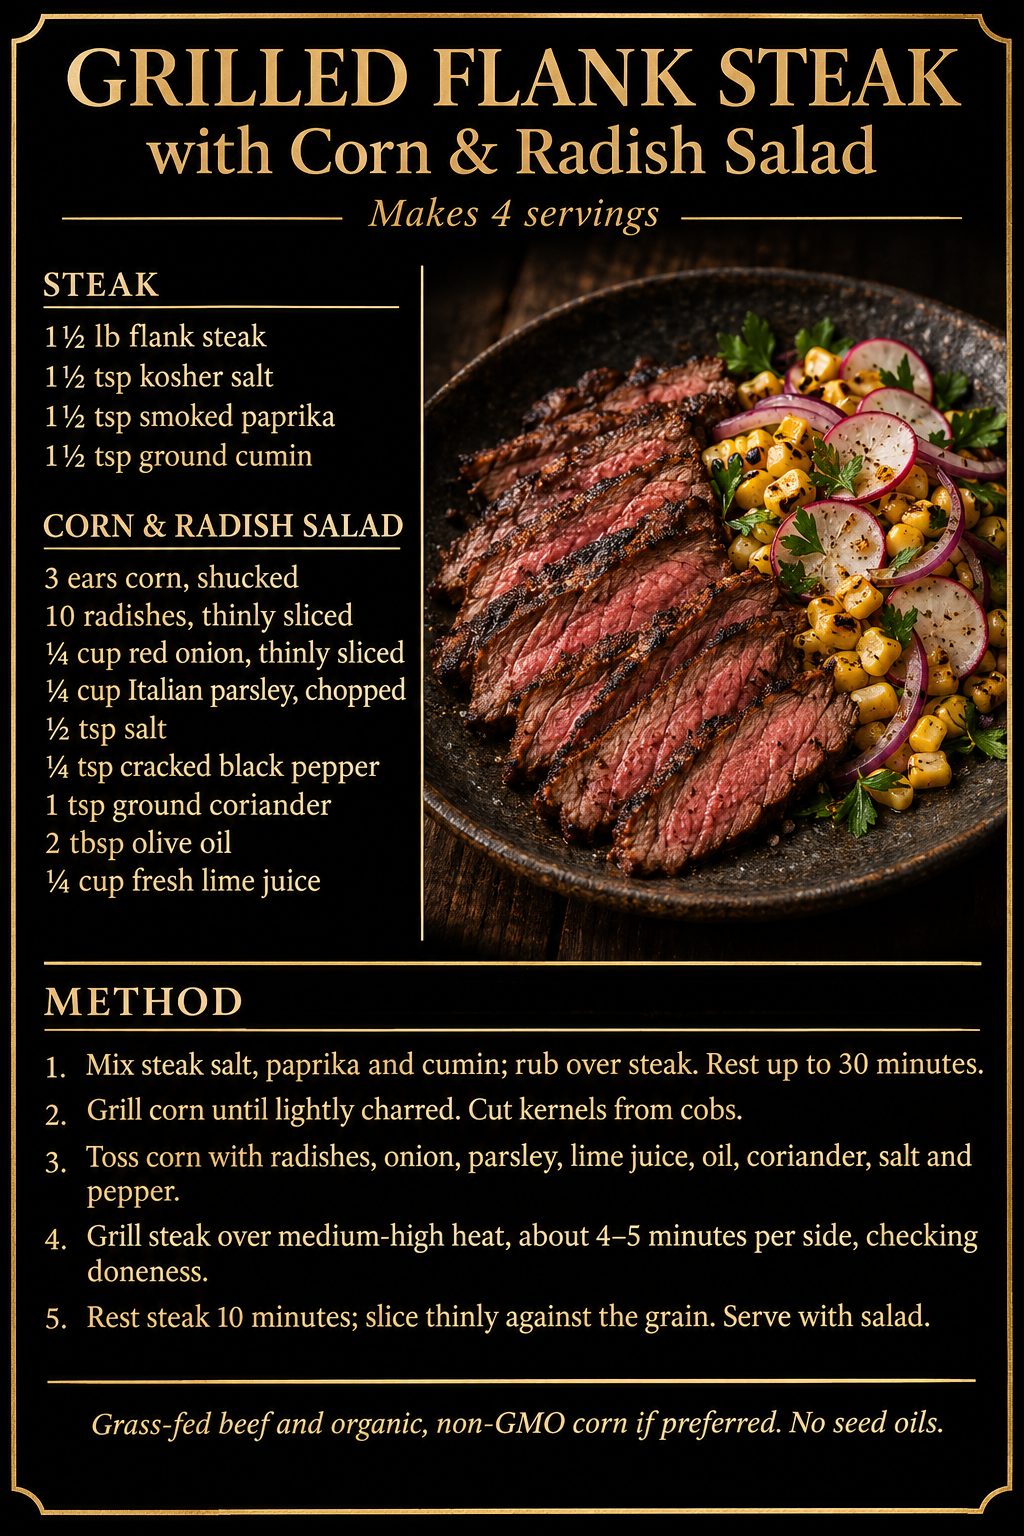 GRILLED FLANK STEAK
with Corn & Radish Salad
Makes 4 servings
STEAK
1½ lb flank steak
1½ tsp kosher salt
1½ tsp smoked paprika
1½ tsp ground cumin
CORN & RADISH SALAD
3 ears corn, shucked
10 radishes, thinly sliced
¼ cup red onion, thinly sliced
¼ cup Italian parsley, chopped
½ tsp salt
¼ tsp cracked black pepper
1 tsp ground coriander
2 tbsp olive oil
¼ cup fresh lime juice
METHOD
1. Mix steak salt, paprika and cumin; rub over steak. Rest up to 30 minutes.
2. Grill corn until lightly charred. Cut kernels from cobs.
3. Toss corn with radishes, onion, parsley, lime juice, oil, coriander, salt and
pepper.
4. Grill steak over medium-high heat, about 4–5 minutes per side, checking
doneness.
5. Rest steak 10 minutes; slice thinly against the grain. Serve with salad.
Grass-fed beef and organic, non-GMO corn if preferred. No seed oils.